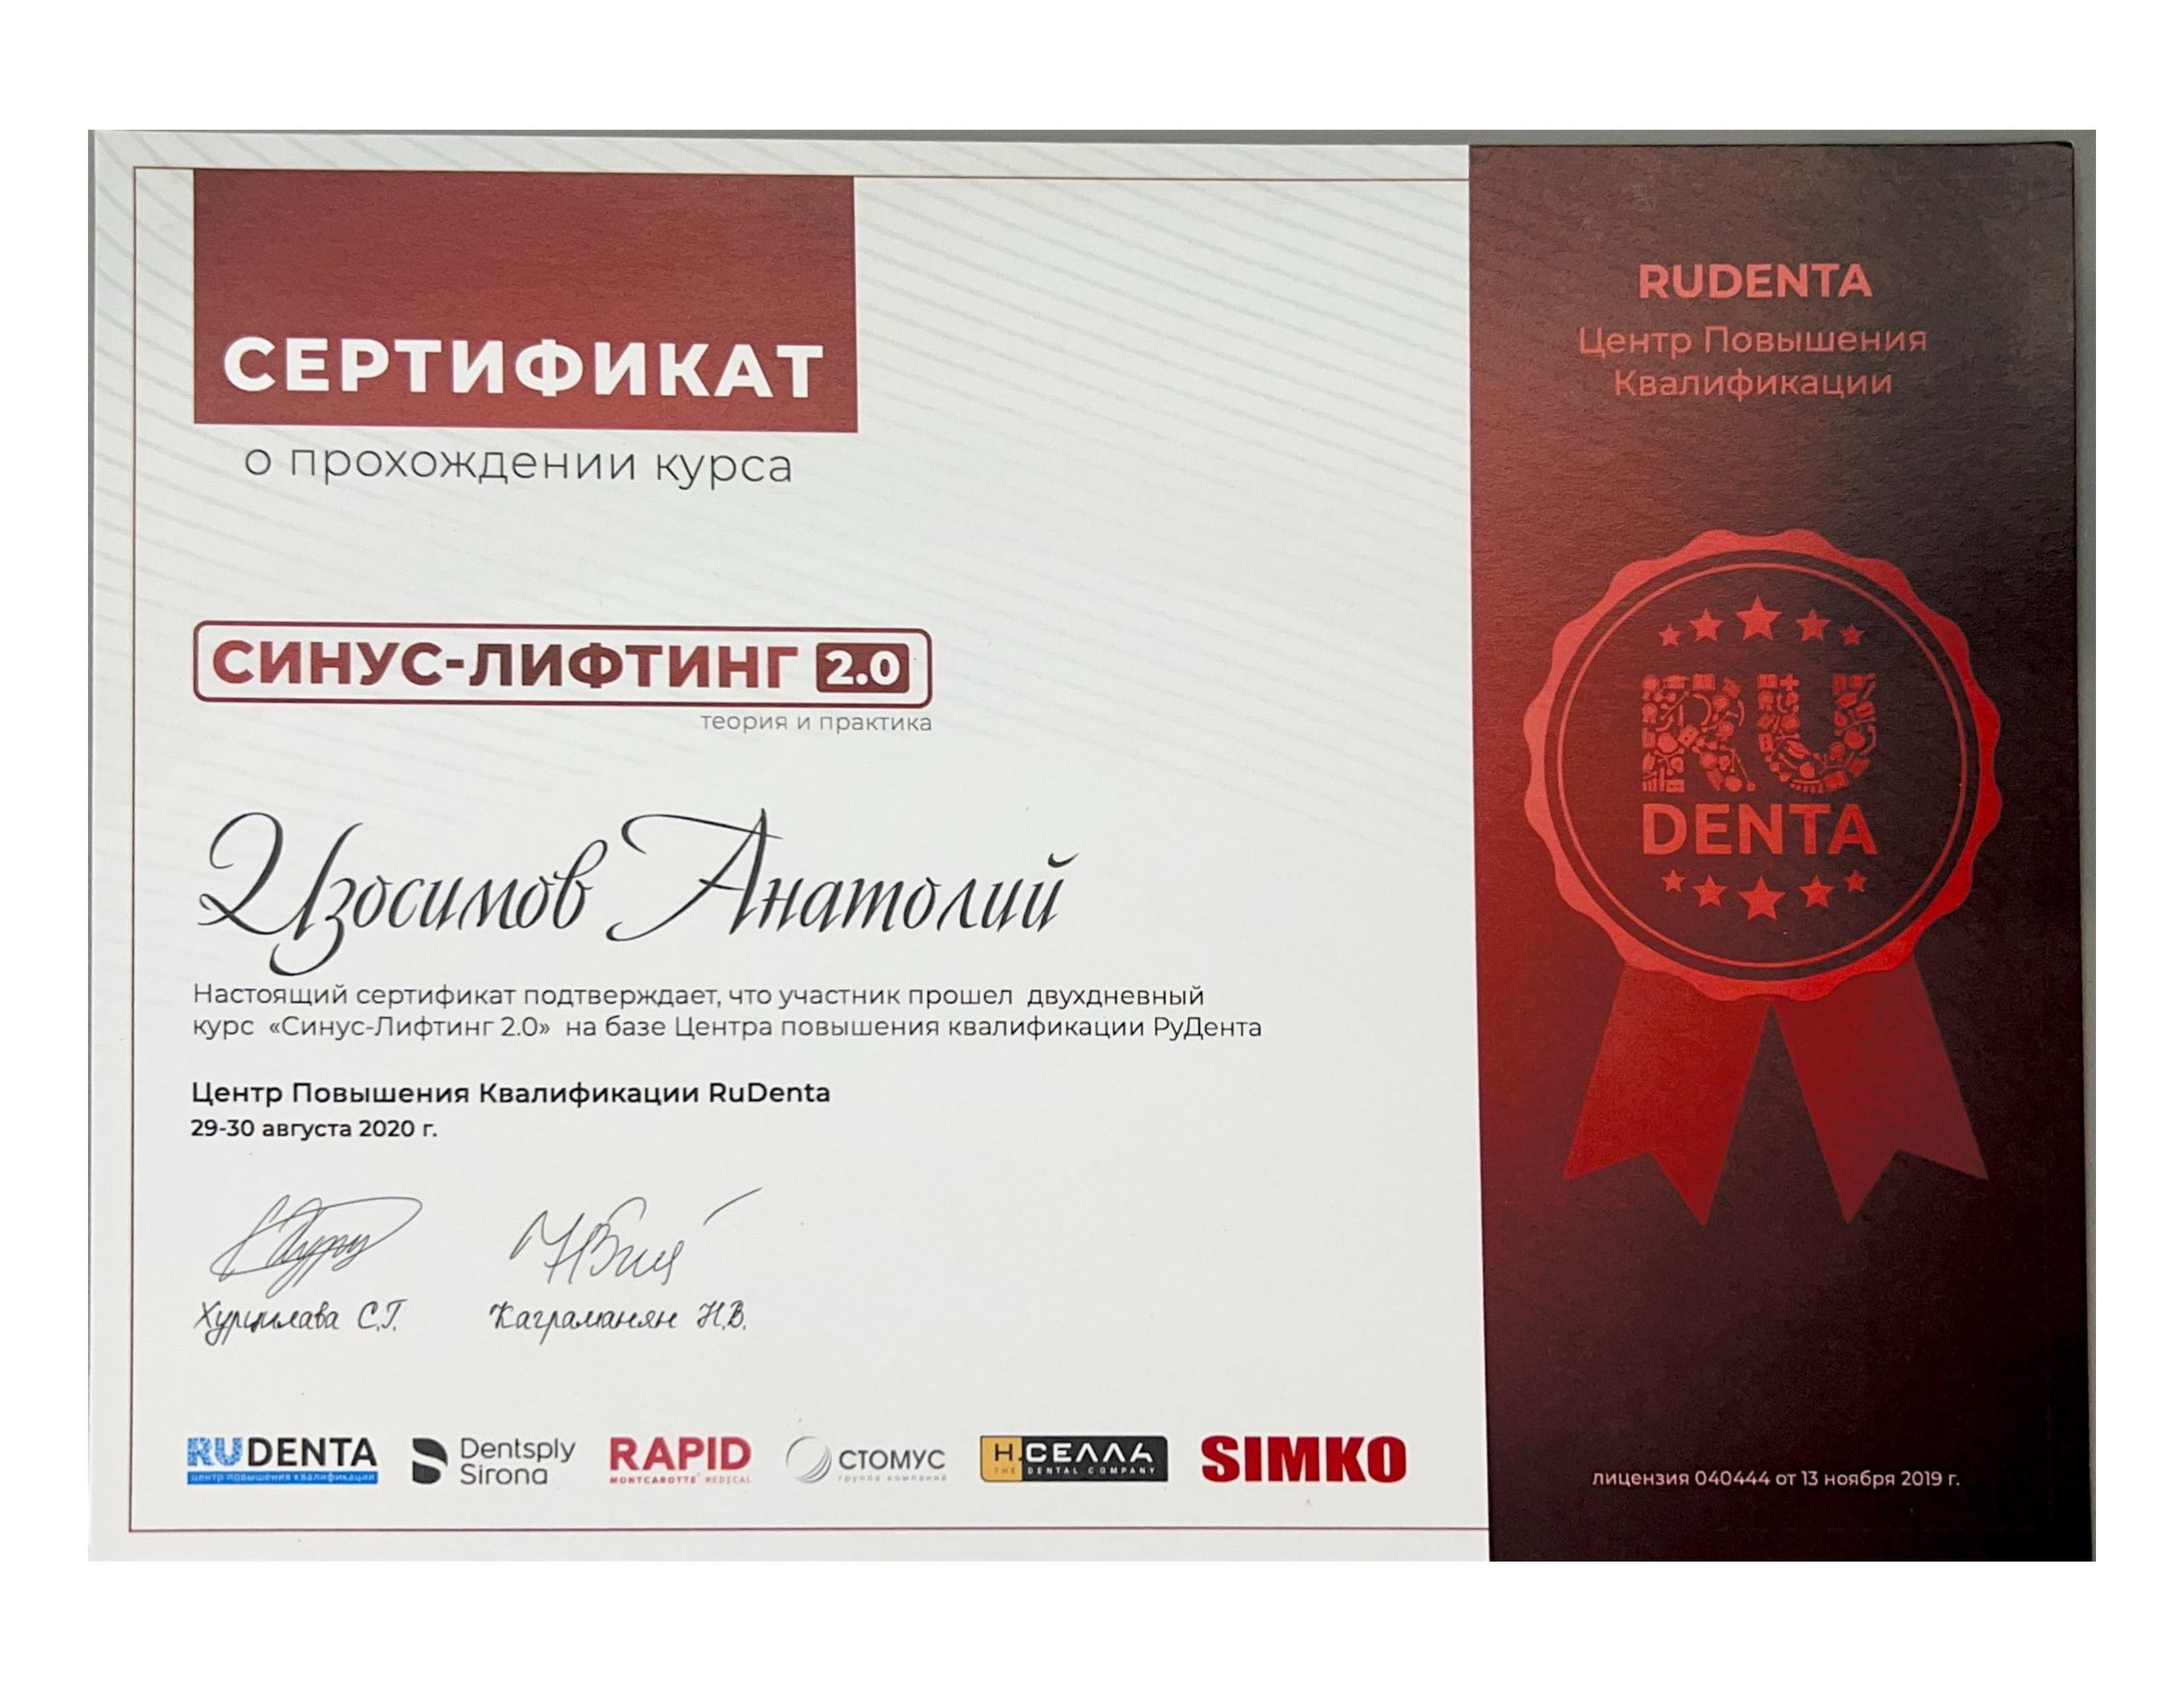 СЕРТИФИКАТ
о прохождении курса
СИНУС-ЛИФТИНГ 2.0
теория и практика
Изосимов Анатолий
Настоящий сертификат подтверждает, что участник прошел двухдневный
курс «Синус-Лифтинг 2.0» на базе Центра повышения квалификации РуДента
Центр Повышения Квалификации RuDenta
29-30 августа 2020 г.
Хурцилава С.Г.
Каграманян Н.В.
RUDENTA
центр повышения квалификации
Dentsply
Sirona
RAPID
MONTCAROTTE' MEDICAL
СТОМУС
группа компаний
Н.СЕЛЛА
THE DENTAL COMPANY
SIMKO
RUDENTA
Центр Повышения
Квалификации
RU
DENTA
лицензия 040444 от 13 ноября 2019 г.